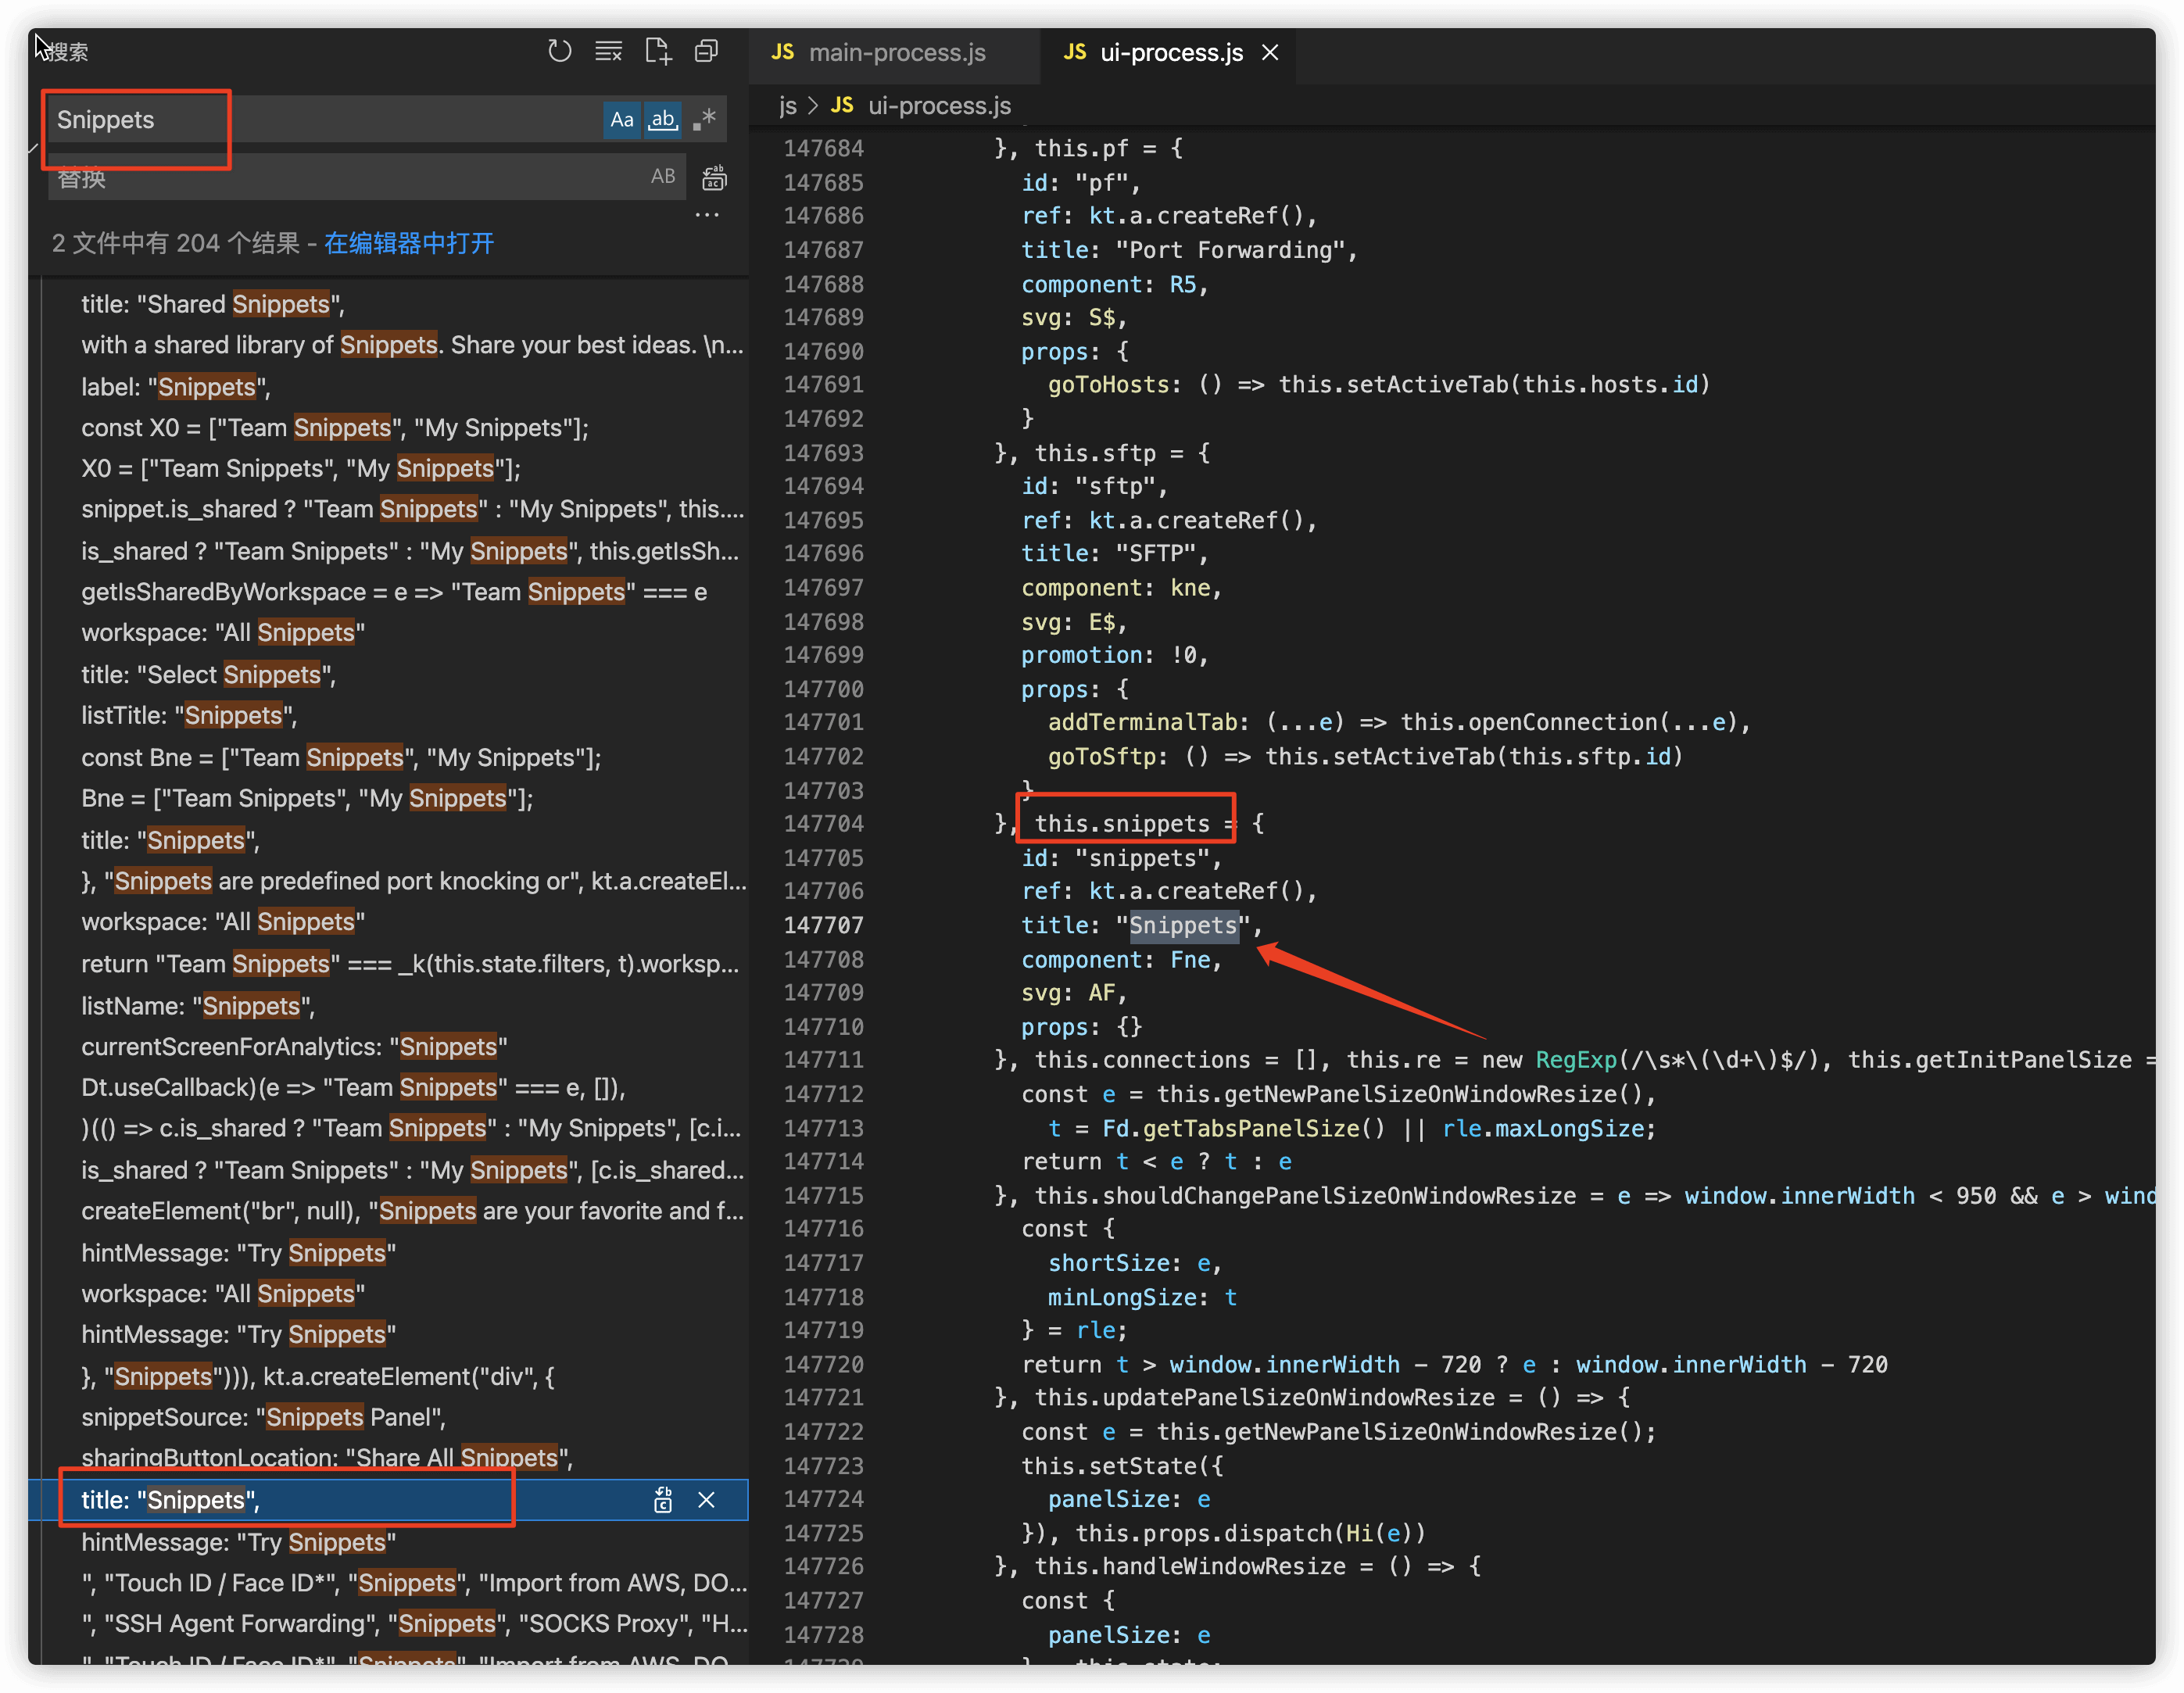 搜索
Snippets
Aa
ab
.*
替换
AB
...
2 文件中有 204 个结果 - 在编辑器中打开
title: "Shared Snippets",
with a shared library of Snippets. Share your best ideas. \n...
label: "Snippets",
const X0 = ["Team Snippets", "My Snippets"];
X0 = ["Team Snippets", "My Snippets"];
snippet.is_shared ? "Team Snippets" : "My Snippets", this....
is_shared ? "Team Snippets" : "My Snippets", this.getIsSh...
getIsSharedByWorkspace = e => "Team Snippets" === e
workspace: "All Snippets"
title: "Select Snippets",
listTitle: "Snippets",
const Bne = ["Team Snippets", "My Snippets"];
Bne = ["Team Snippets", "My Snippets"];
title: "Snippets",
}, "Snippets are predefined port knocking or", kt.a.createEl...
workspace: "All Snippets"
return "Team Snippets" === _k(this.state.filters, t).worksp...
listName: "Snippets",
currentScreenForAnalytics: "Snippets"
Dt.useCallback)(e => "Team Snippets" === e, []),
)(() => c.is_shared ? "Team Snippets" : "My Snippets", [c.i...
is_shared ? "Team Snippets" : "My Snippets", [c.is_shared...
createElement("br", null), "Snippets are your favorite and f...
hintMessage: "Try Snippets"
workspace: "All Snippets"
hintMessage: "Try Snippets"
}, "Snippets"))), kt.a.createElement("div", {
snippetSource: "Snippets Panel",
sharingButtonLocation: "Share All Snippets",
title: "Snippets",
hintMessage: "Try Snippets"
", "Touch ID / Face ID*", "Snippets", "Import from AWS, DO...
", "SSH Agent Forwarding", "Snippets", "SOCKS Proxy", "H...
", "Touch ID / Face ID*", "Snippets", "Import from AWS, DO...
JS main-process.js
JS ui-process.js
js > JS ui-process.js
147684 }, this.pf = {
147685 id: "pf",
147686 ref: kt.a.createRef(),
147687 title: "Port Forwarding",
147688 component: R5,
147689 svg: S$,
147690 props: {
147691 goToHosts: () => this.setActiveTab(this.hosts.id)
147692 }
147693 }, this.sftp = {
147694 id: "sftp",
147695 ref: kt.a.createRef(),
147696 title: "SFTP",
147697 component: kne,
147698 svg: E$,
147699 promotion: !0,
147700 props: {
147701 addTerminalTab: (...e) => this.openConnection(...e),
147702 goToSftp: () => this.setActiveTab(this.sftp.id)
147703 }
147704 }, this.snippets = {
147705 id: "snippets",
147706 ref: kt.a.createRef(),
147707 title: "Snippets",
147708 component: Fne,
147709 svg: AF,
147710 props: {}
147711 }, this.connections = [], this.re = new RegExp(/\s*\(\d+\)$/), this.getInitPanelSize =
147712 const e = this.getNewPanelSizeOnWindowResize(),
147713 t = Fd.getTabsPanelSize() || rle.maxLongSize;
147714 return t < e ? t : e
147715 }, this.shouldChangePanelSizeOnWindowResize = e => window.innerWidth < 950 && e > wind
147716 const {
147717 shortSize: e,
147718 minLongSize: t
147719 } = rle;
147720 return t > window.innerWidth - 720 ? e : window.innerWidth - 720
147721 }, this.updatePanelSizeOnWindowResize = () => {
147722 const e = this.getNewPanelSizeOnWindowResize();
147723 this.setState({
147724 panelSize: e
147725 }), this.props.dispatch(Hi(e))
147726 }, this.handleWindowResize = () => {
147727 const {
147728 panelSize: e
147729 } this.state;